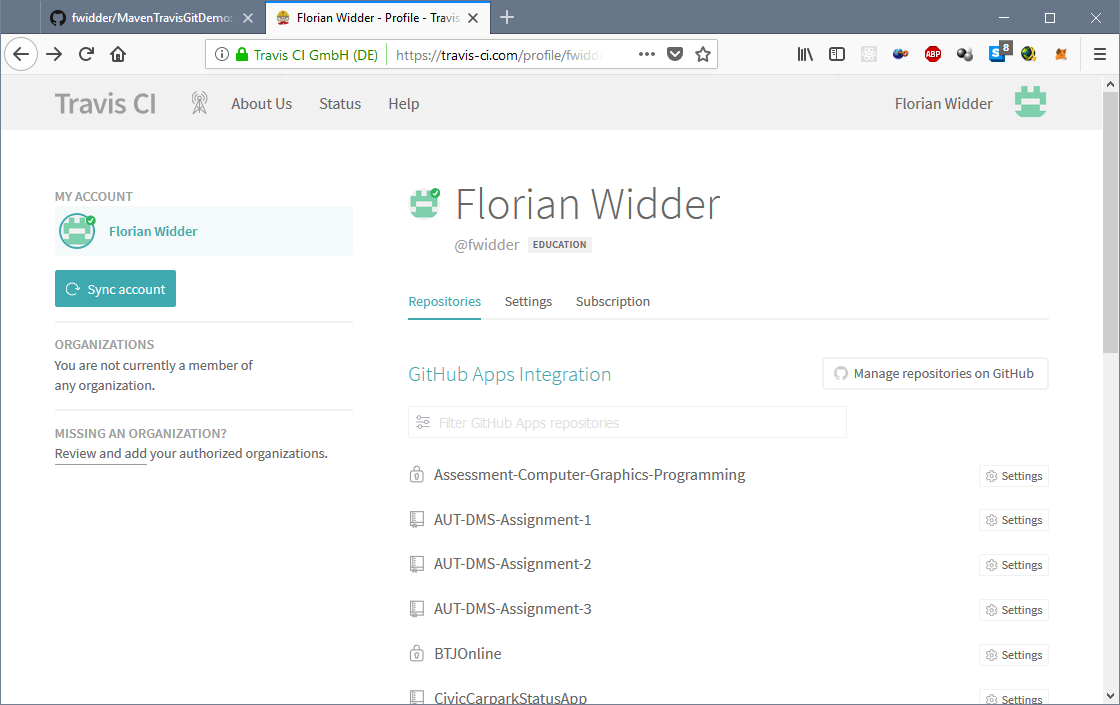 fwidder/MavenTravisGitDemo:
Florian Widder - Profile - Travis
Travis CI GmbH (DE)
https://travis-ci.com/profile/fwidd
ABP
S
8
Travis CI
About Us
Status
Help
Florian Widder
MY ACCOUNT
Florian Widder
Sync account
ORGANIZATIONS
You are not currently a member of
any organization.
MISSING AN ORGANIZATION?
Review and add your authorized organizations.
Florian Widder
@fwidder EDUCATION
Repositories
Settings
Subscription
GitHub Apps Integration
Manage repositories on GitHub
Filter GitHub Apps repositories
Assessment-Computer-Graphics-Programming
Settings
AUT-DMS-Assignment-1
Settings
AUT-DMS-Assignment-2
Settings
AUT-DMS-Assignment-3
Settings
BTJOnline
Settings
CivicCarparkStatusApp
Settings